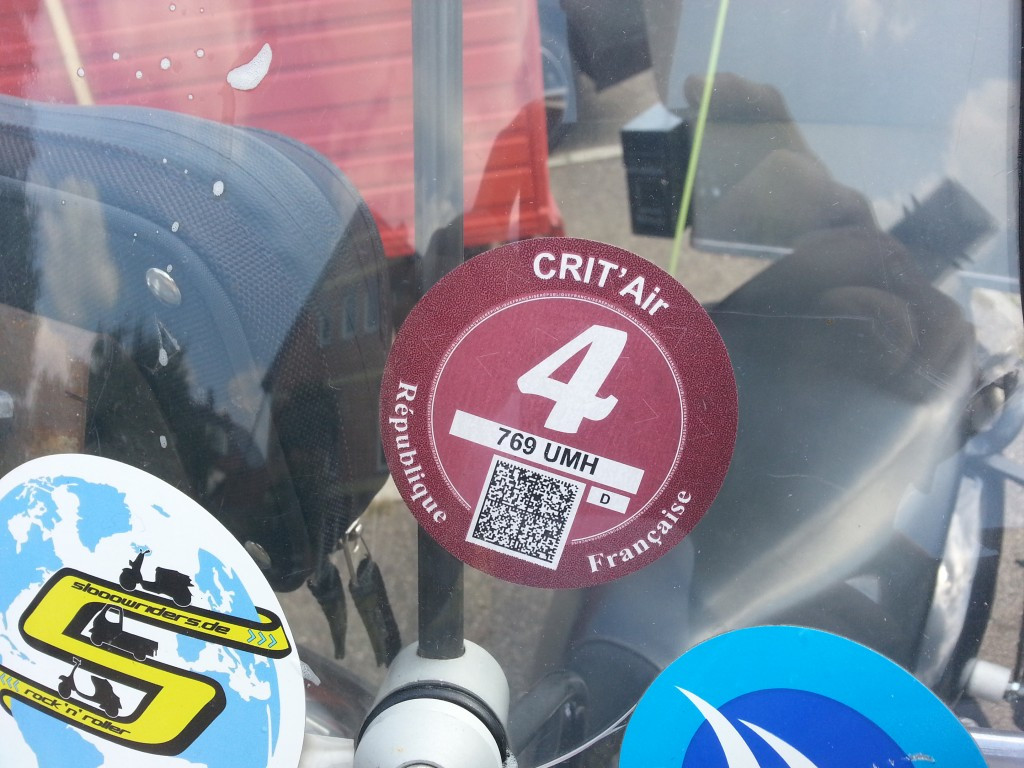 CRIT'Air
4
769 UMH
D
République
Française
slooowriders.de
rock 'n' roller